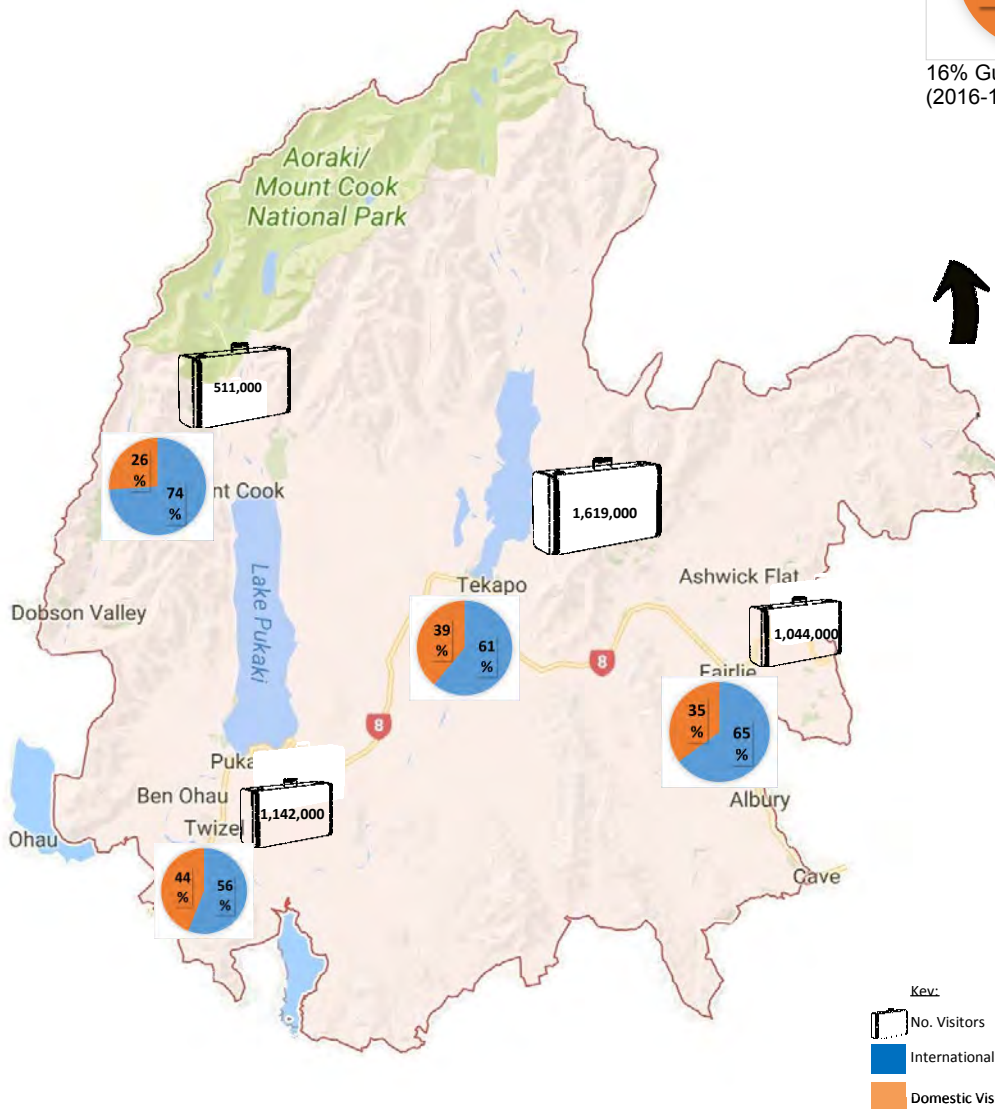 16% Gu
(2016-1
Aoraki/
Mount Cook
National Park
511,000
26
%
74
%
nt Cook
1,619,000
Lake Pukaki
Tekapo
Ashwick Flat
1,044,000
Dobson Valley
39
%
61
%
8
Fairlie
35
%
65
%
8
Puka
Ben Ohau
1,142,000
Twizel
Albury
Ohau
44
%
56
%
Cave
Key:
No. Visitors
International
Domestic Vis